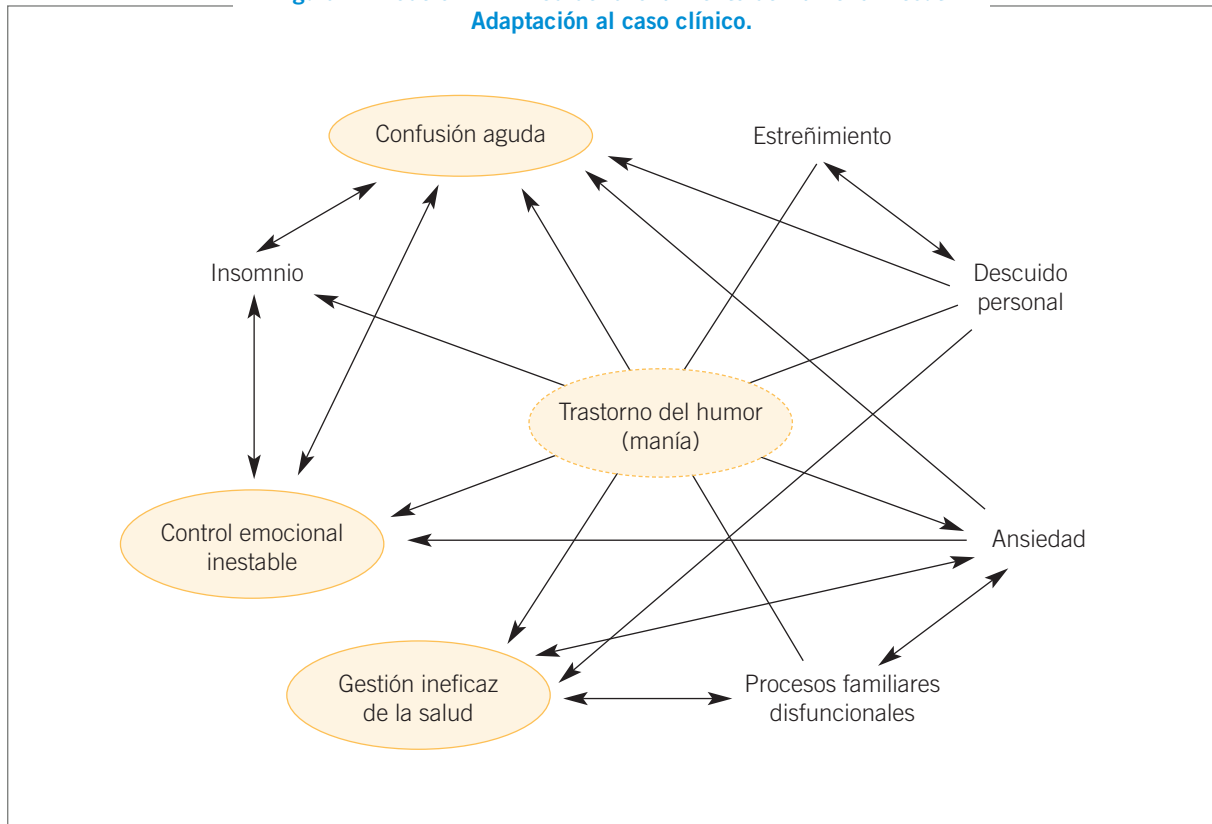 Adaptación al caso clínico.
Confusión aguda
Estreñimiento
Insomnio
Descuido
personal
Trastorno del humor
(manía)
Control emocional
inestable
Ansiedad
Gestión ineficaz
de la salud
Procesos familiares
disfuncionales